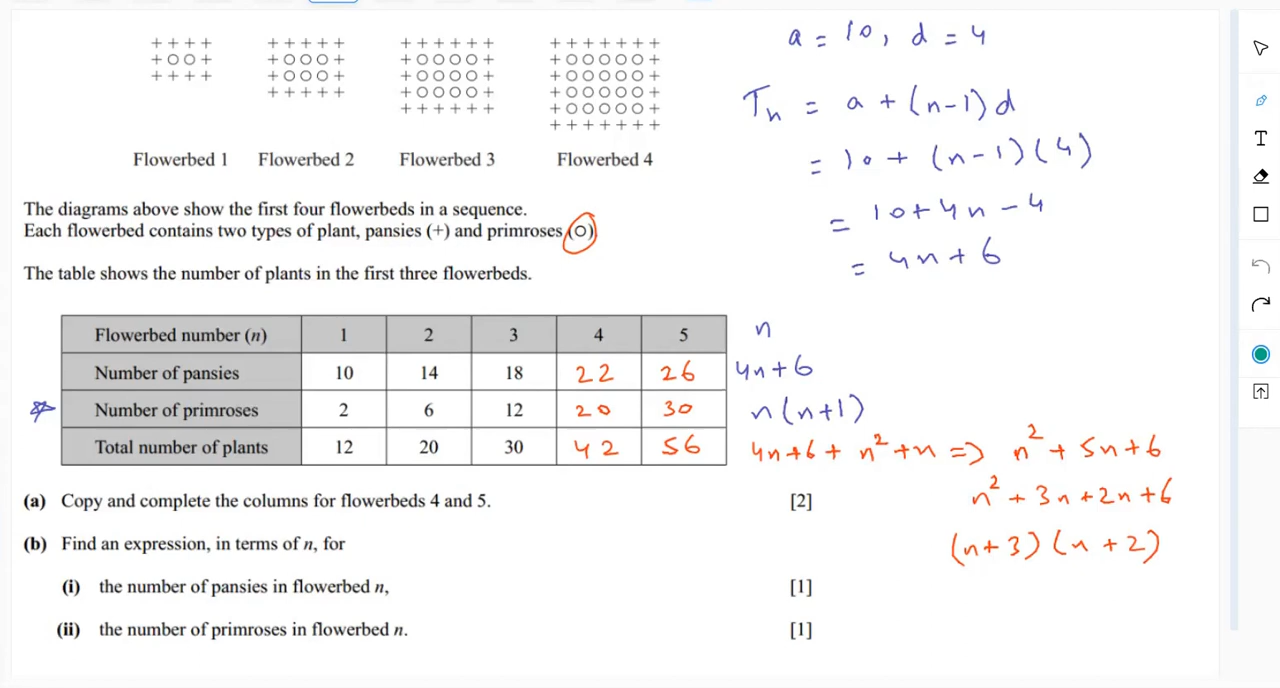 + + + +
+ O O +
+ + + +
+ + + + +
+ O O O +
+ O O O +
+ + + + +
+ + + + + +
+ O O O O +
+ O O O O +
+ O O O O +
+ + + + + +
+ + + + + + +
+ O O O O O +
+ O O O O O +
+ O O O O O +
+ O O O O O +
+ + + + + + +
Flowerbed 1 Flowerbed 2 Flowerbed 3 Flowerbed 4
a = 10, d = 4
Tn = a + (n-1)d
= 10 + (n-1)(4)
= 10+4n-4
= 4n+6
The diagrams above show the first four flowerbeds in a sequence.
Each flowerbed contains two types of plant, pansies (+) and primroses (O).
The table shows the number of plants in the first three flowerbeds.
Flowerbed number (n) 1 2 3 4 5 n
Number of pansies 10 14 18 22 26 4n+6
Number of primroses 2 6 12 20 30 n(n+1)
Total number of plants 12 20 30 42 56 4n+6+n²+n => n²+5n+6
n²+3n+2n+6
(n+3)(n+2)
(a) Copy and complete the columns for flowerbeds 4 and 5. [2]
(b) Find an expression, in terms of n, for
(i) the number of pansies in flowerbed n, [1]
(ii) the number of primroses in flowerbed n. [1]
T